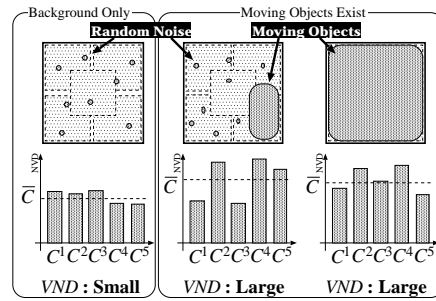 Background Only
Moving Objects Exist
Random Noise
Moving Objects
NVD
C̅
C¹ C² C³ C⁴ C⁵
VND : Small
NVD
C̅
C¹ C² C³ C⁴ C⁵
VND : Large
NVD
C̅
C¹ C² C³ C⁴ C⁵
VND : Large